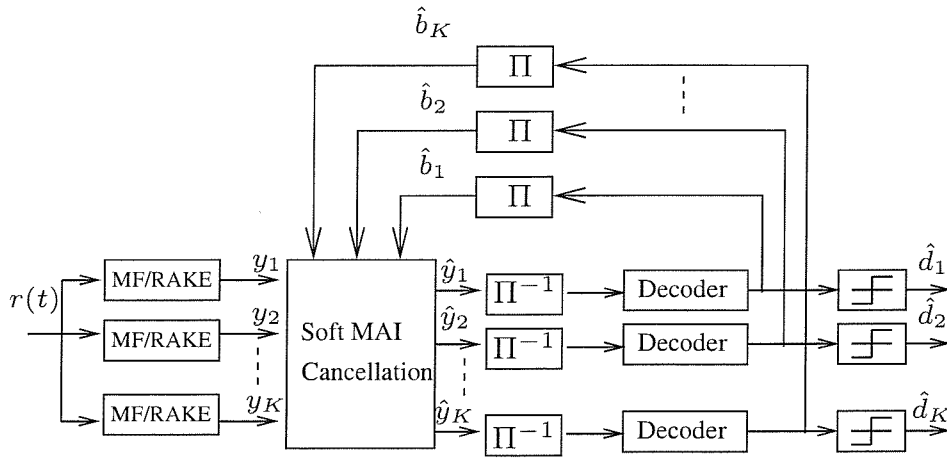 b̂_K
Π
b̂_2
Π
b̂_1
Π
r(t)
MF/RAKE y_1
MF/RAKE y_2
MF/RAKE y_K
Soft MAI
Cancellation
ŷ_1 Π⁻¹ Decoder d̂_1
ŷ_2 Π⁻¹ Decoder d̂_2
ŷ_K Π⁻¹ Decoder d̂_K